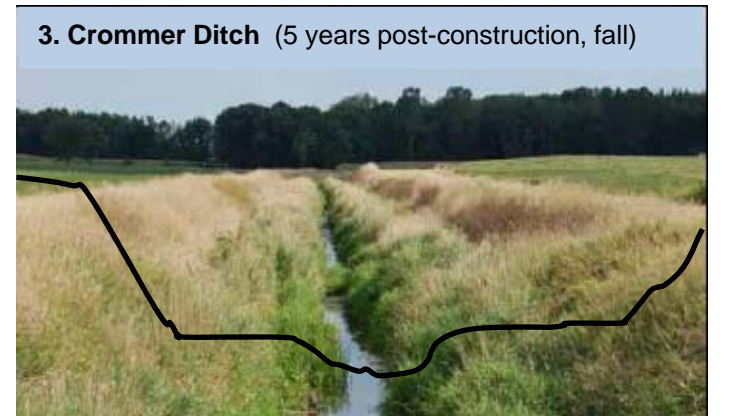 3. Crommer Ditch (5 years post-construction, fall)